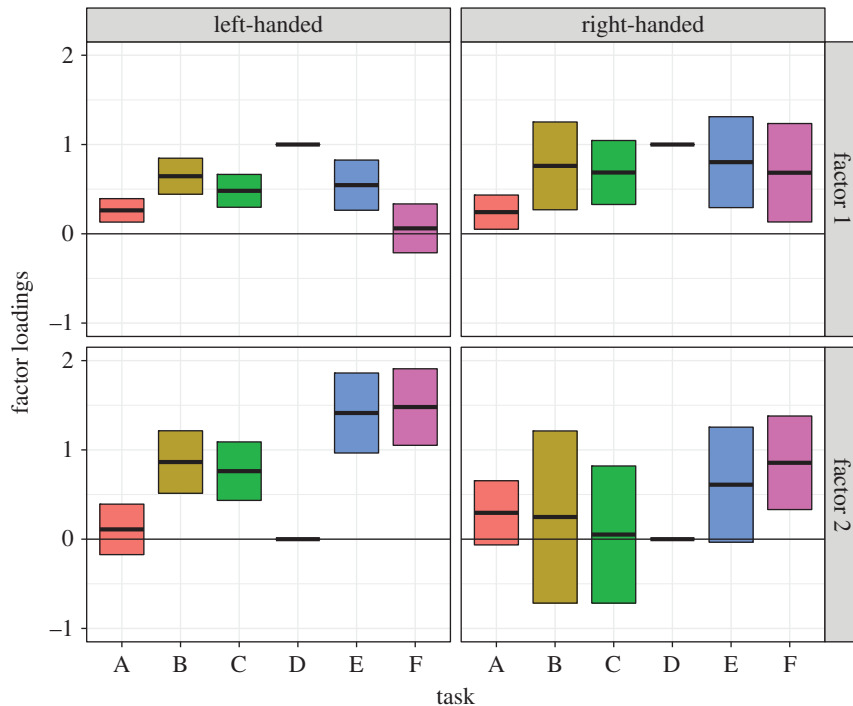 left-handed right-handed
2
1
0
−1
factor 1
2
1
0
−1
factor 2
factor loadings
A B C D E F A B C D E F
task